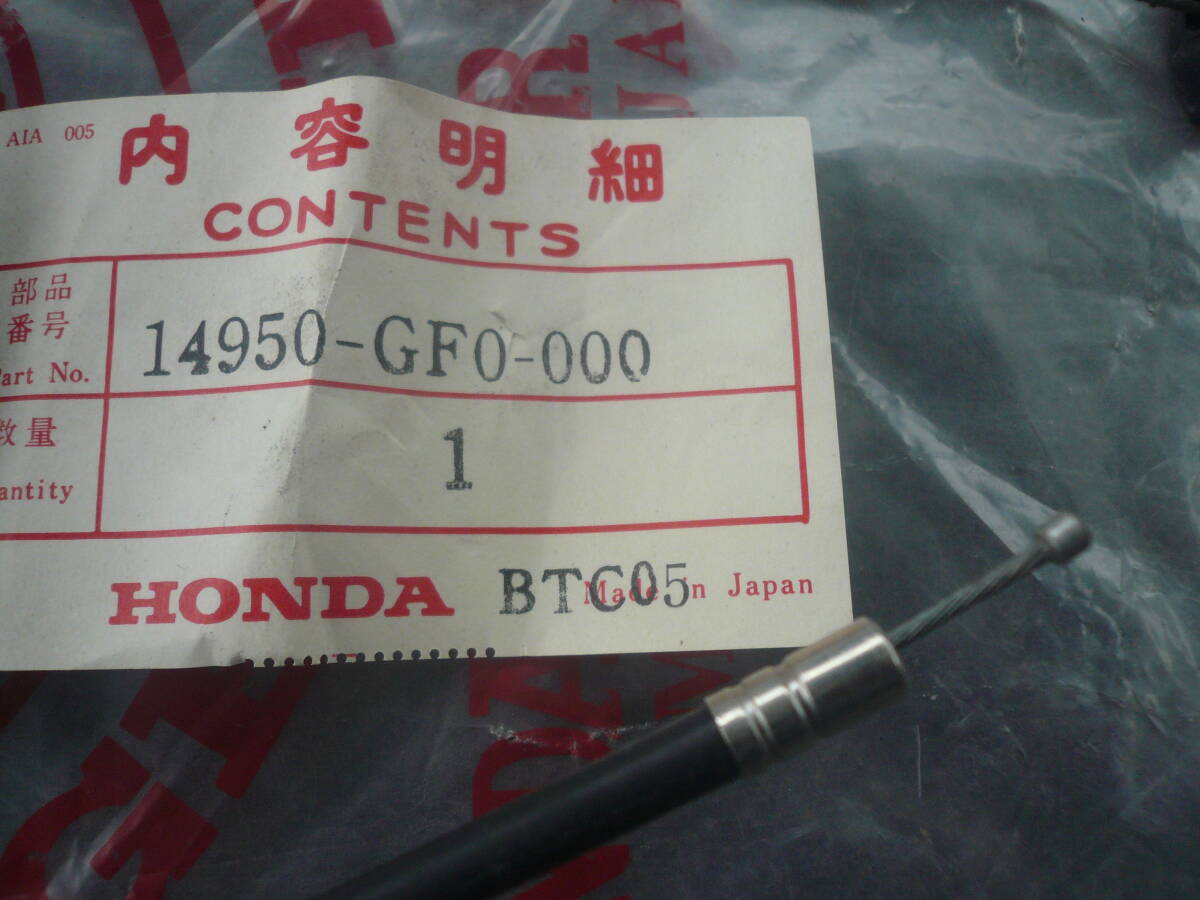 AIA 005
内容明細
CONTENTS
部品
番号
Part No.
14950-GF0-000
数量
antity
1
HONDA BTC05 Made in Japan